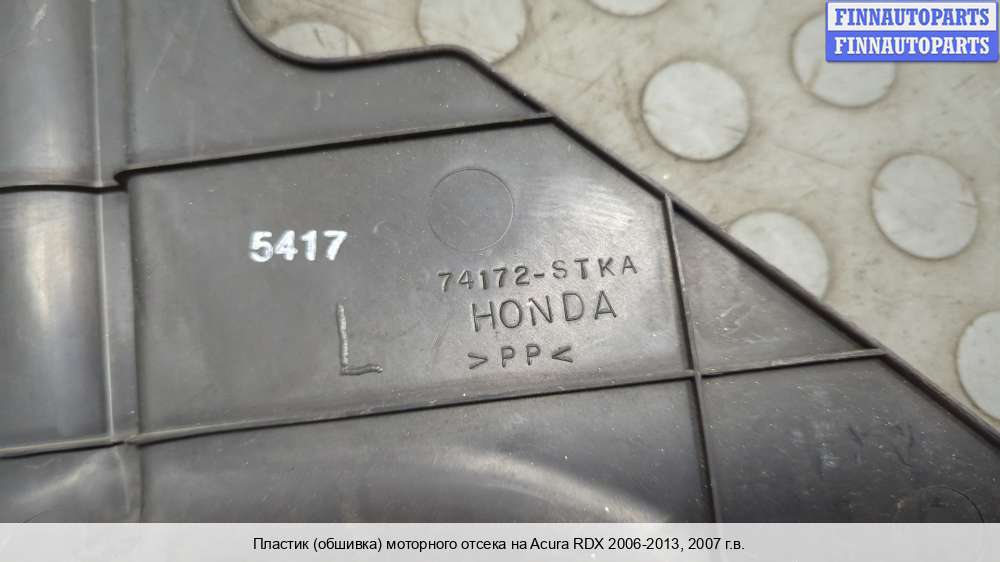 FINNAUTOPARTS
FINNAUTOPARTS
5417
74172-STKA
L
HONDA
>PP<
Пластик (обшивка) моторного отсека на Acura RDX 2006-2013, 2007 г.в.